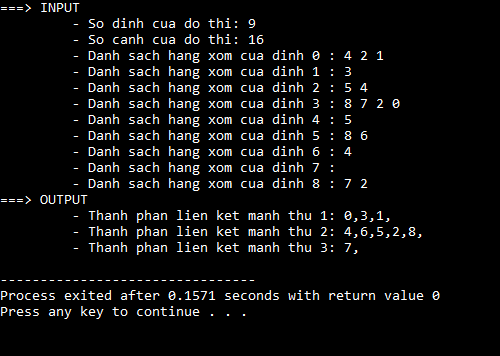 ===> INPUT
- So dinh cua do thi: 9
- So canh cua do thi: 16
- Danh sach hang xom cua dinh 0 : 4 2 1
- Danh sach hang xom cua dinh 1 : 3
- Danh sach hang xom cua dinh 2 : 5 4
- Danh sach hang xom cua dinh 3 : 8 7 2 0
- Danh sach hang xom cua dinh 4 : 5
- Danh sach hang xom cua dinh 5 : 8 6
- Danh sach hang xom cua dinh 6 : 4
- Danh sach hang xom cua dinh 7 :
- Danh sach hang xom cua dinh 8 : 7 2
===> OUTPUT
- Thanh phan lien ket manh thu 1: 0,3,1,
- Thanh phan lien ket manh thu 2: 4,6,5,2,8,
- Thanh phan lien ket manh thu 3: 7,
--------------------------------
Process exited after 0.1571 seconds with return value 0
Press any key to continue . . .